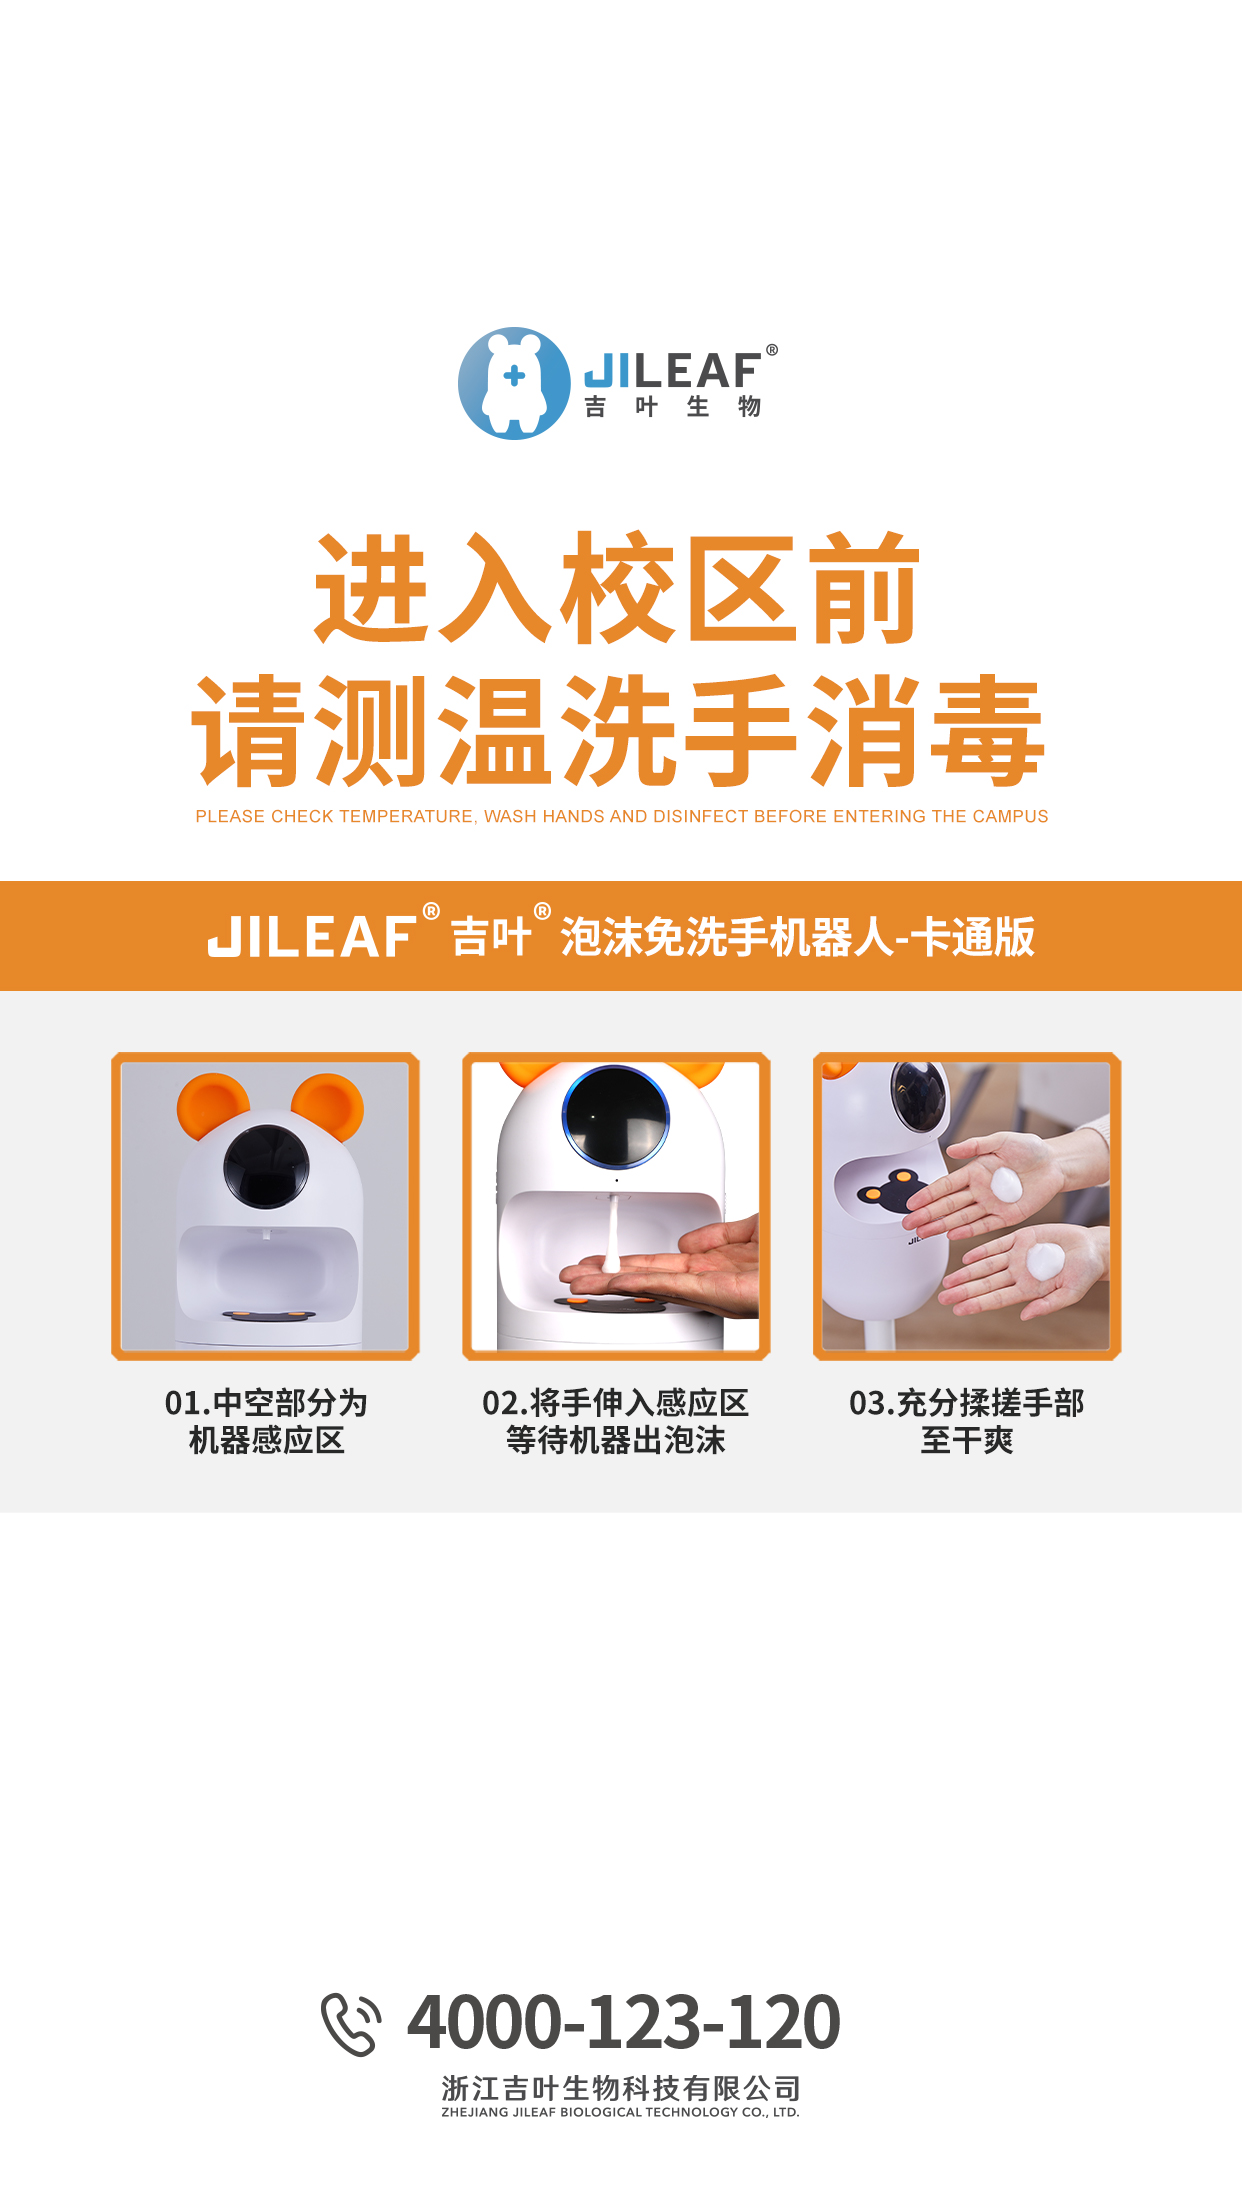 JILEAF®
吉叶生物
进入校区前
请测温洗手消毒
PLEASE CHECK TEMPERATURE, WASH HANDS AND DISINFECT BEFORE ENTERING THE CAMPUS
JILEAF® 吉叶® 泡沫免洗手机器人-卡通版
01.中空部分为
机器感应区
02.将手伸入感应区
等待机器出泡沫
03.充分揉搓手部
至干爽
4000-123-120
浙江吉叶生物科技有限公司
ZHEJIANG JILEAF BIOLOGICAL TECHNOLOGY CO., LTD.